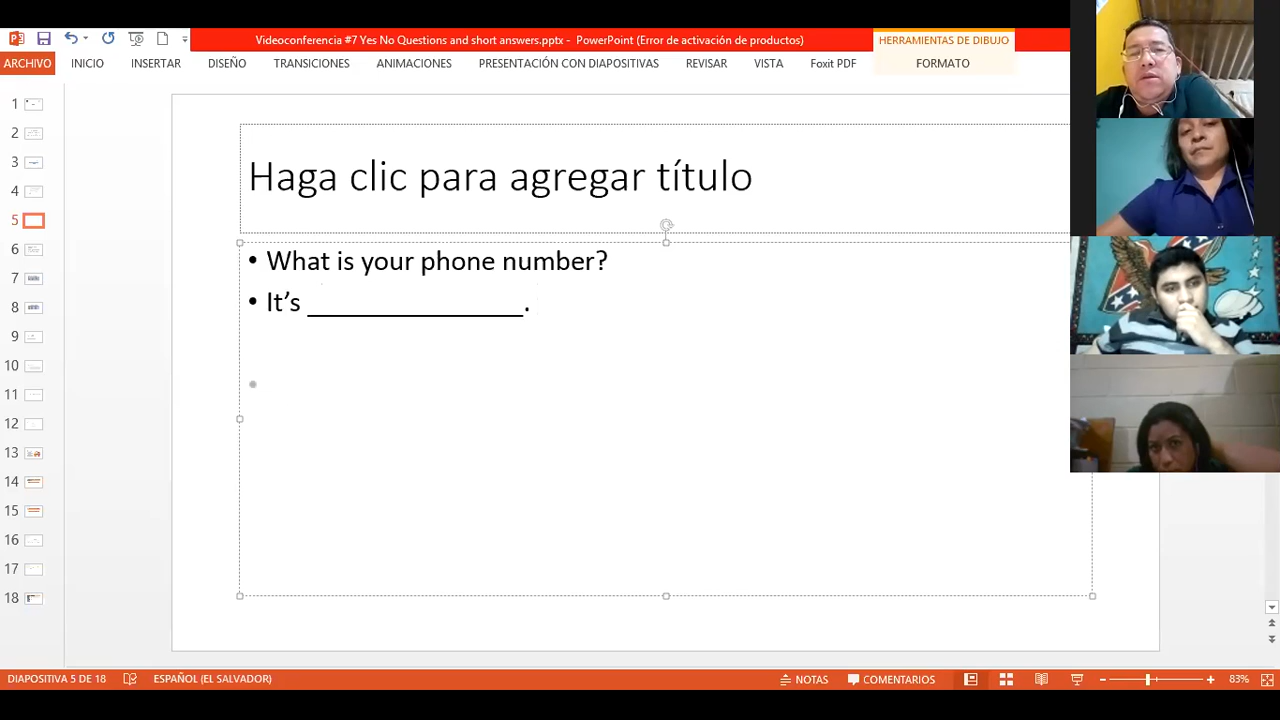 Videoconferencia #7 Yes No Questions and short answers.pptx - PowerPoint (Error de activación de productos)
HERRAMIENTAS DE DIBUJO
ARCHIVO INICIO INSERTAR DISEÑO TRANSICIONES ANIMACIONES PRESENTACIÓN CON DIAPOSITIVAS REVISAR VISTA Foxit PDF FORMATO
1
2
3
4
5
6
7
8
9
10
11
12
13
14
15
16
17
18
Haga clic para agregar título
• What is your phone number?
• It’s ________________.
DIAPOSITIVA 5 DE 18 ESPAÑOL (EL SALVADOR) NOTAS COMENTARIOS 83%